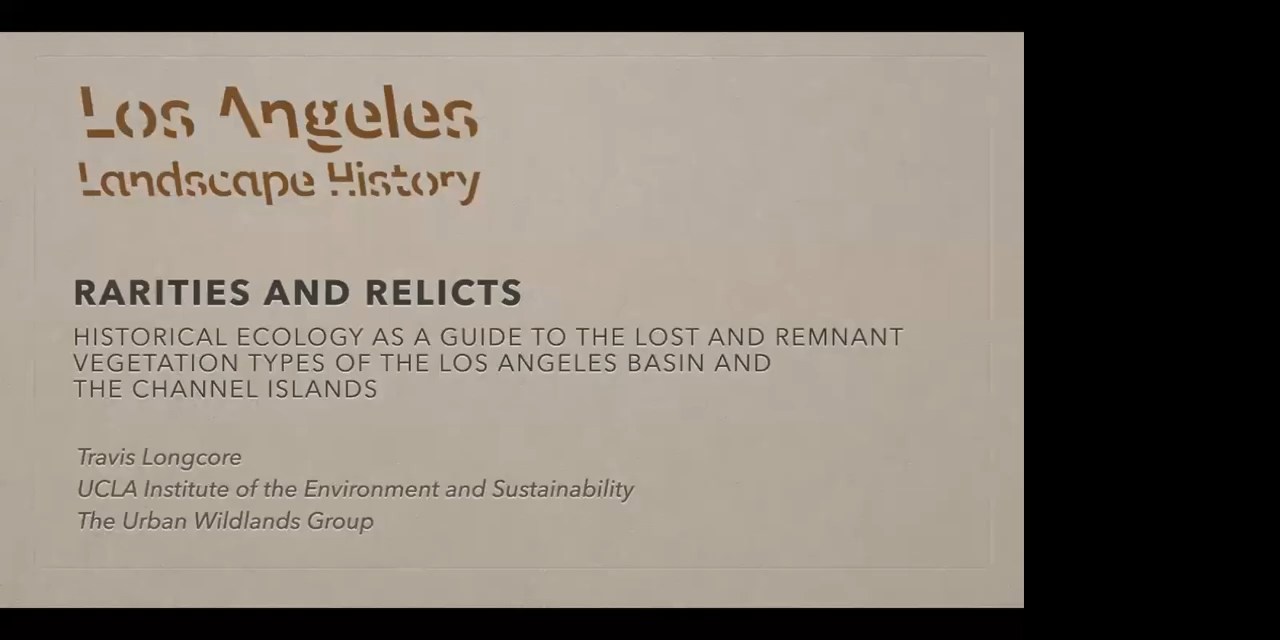 Los Angeles
Landscape History
RARITIES AND RELICTS
HISTORICAL ECOLOGY AS A GUIDE TO THE LOST AND REMNANT
VEGETATION TYPES OF THE LOS ANGELES BASIN AND
THE CHANNEL ISLANDS
Travis Longcore
UCLA Institute of the Environment and Sustainability
The Urban Wildlands Group